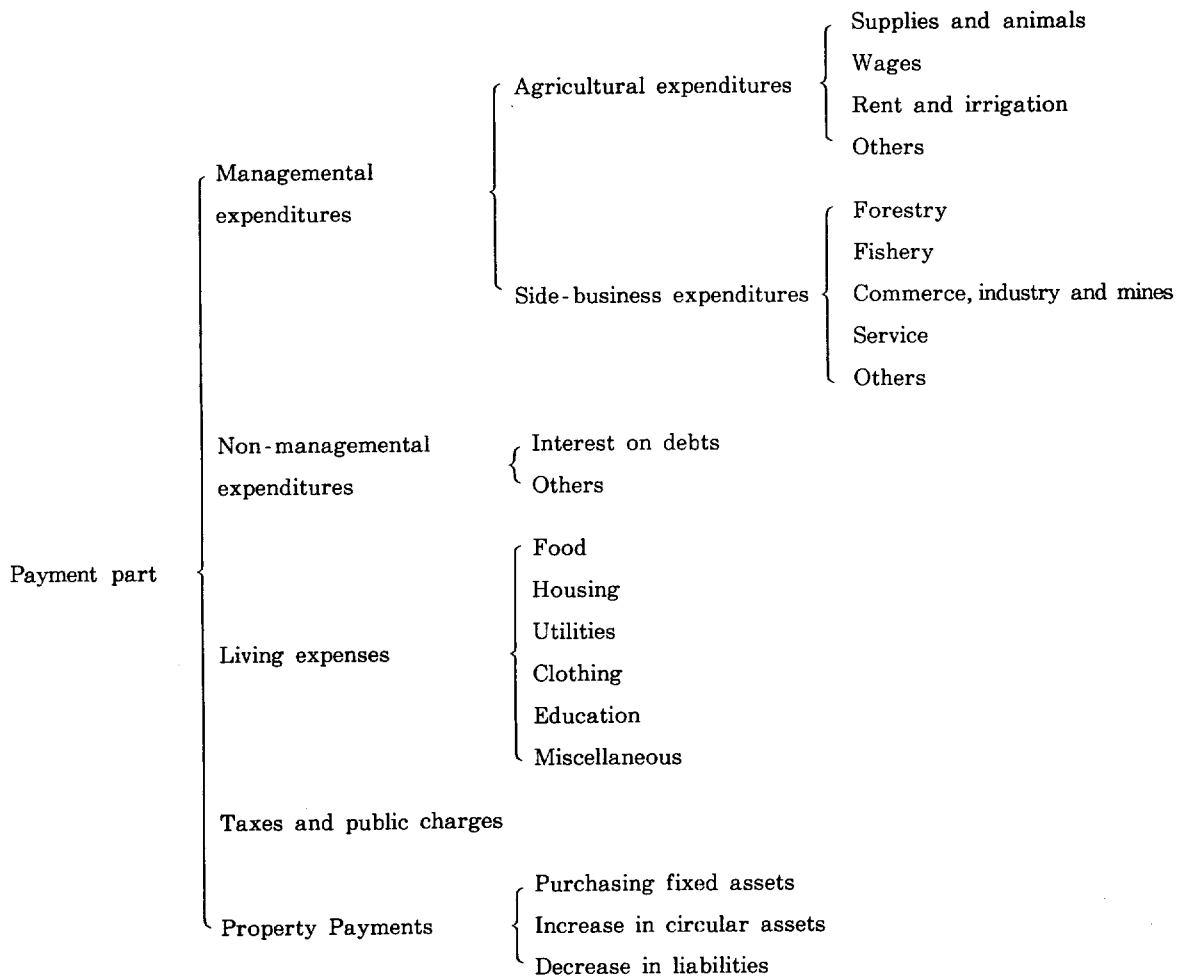 Payment part
Managemental
expenditures
Agricultural expenditures
Supplies and animals
Wages
Rent and irrigation
Others
Side-business expenditures
Forestry
Fishery
Commerce, industry and mines
Service
Others
Non-managemental
expenditures
Interest on debts
Others
Living expenses
Food
Housing
Utilities
Clothing
Education
Miscellaneous
Taxes and public charges
Property Payments
Purchasing fixed assets
Increase in circular assets
Decrease in liabilities